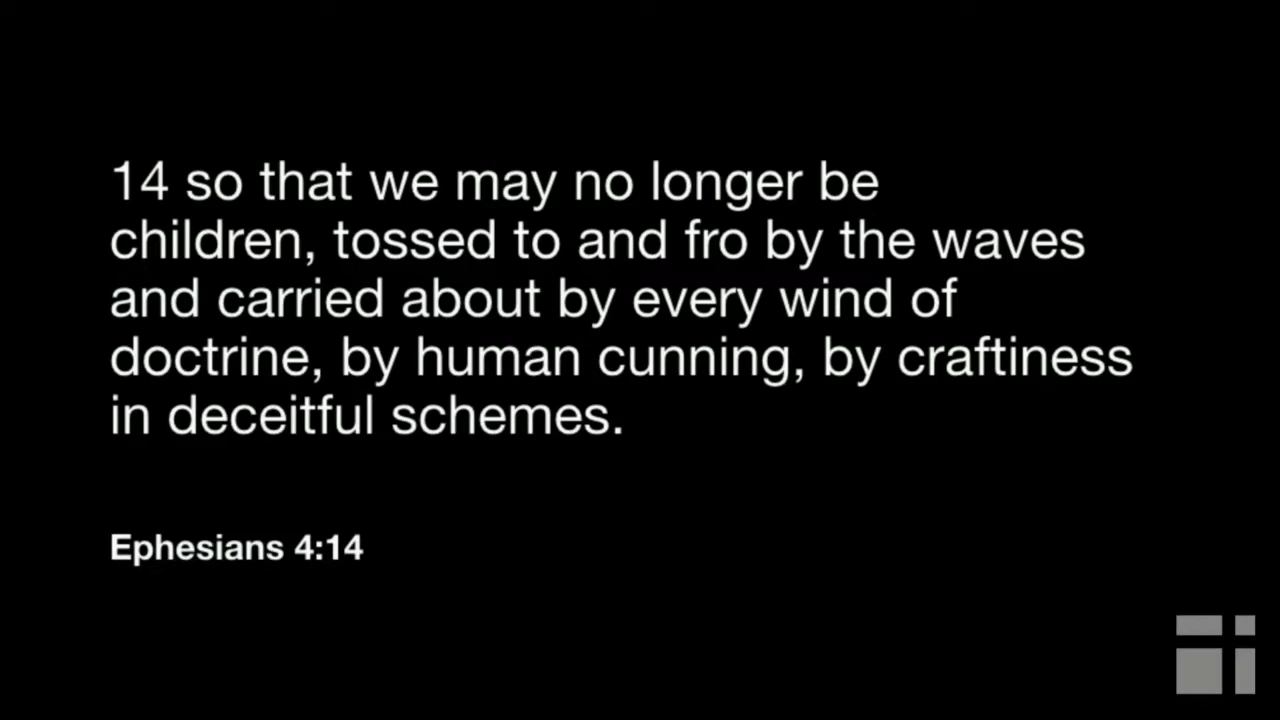 14 so that we may no longer be
children, tossed to and fro by the waves
and carried about by every wind of
doctrine, by human cunning, by craftiness
in deceitful schemes.
Ephesians 4:14